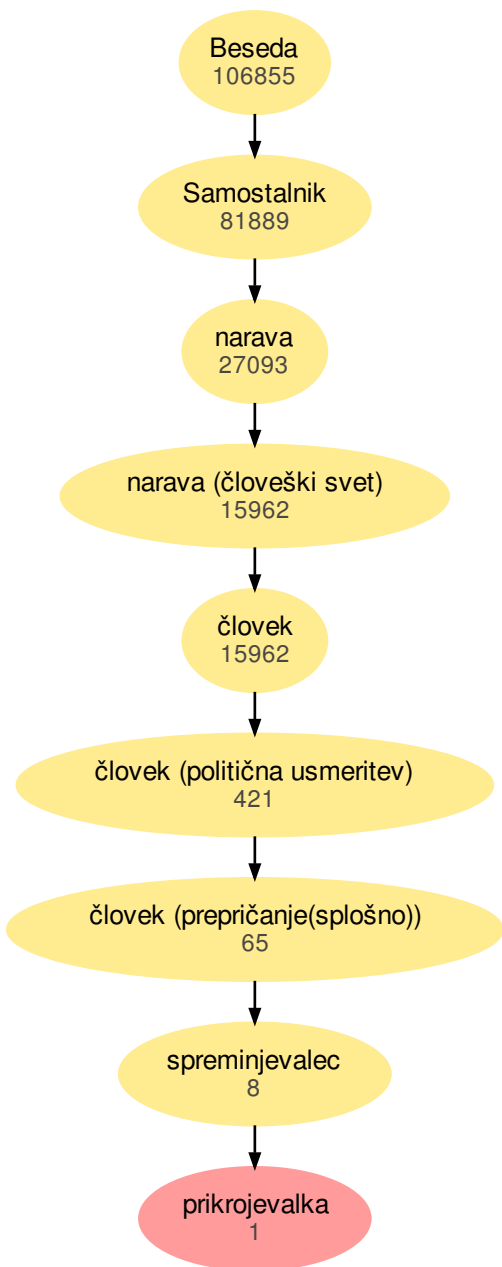 Beseda
106855
Samostalnik
81889
narava
27093
narava (človeški svet)
15962
človek
15962
človek (politična usmeritev)
421
človek (prepričanje(splošno))
65
spreminjevalec
8
prikrojevalka
1